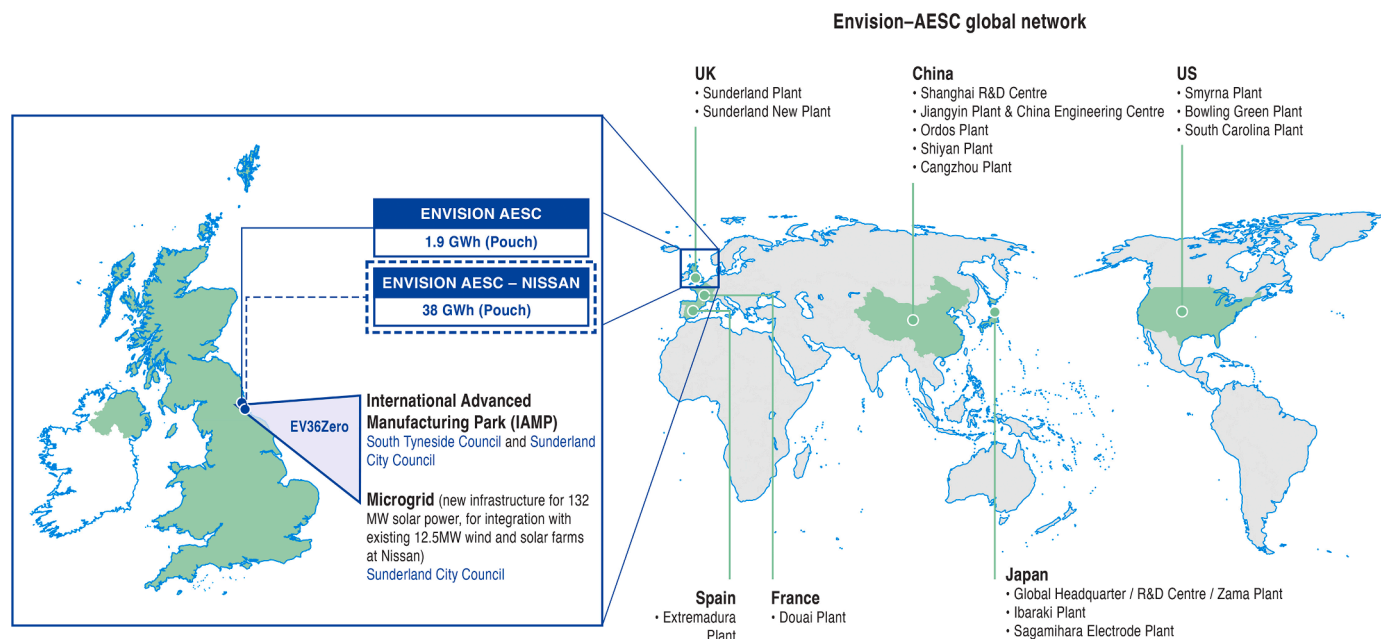 Envision–AESC global network
UK
• Sunderland Plant
• Sunderland New Plant
China
• Shanghai R&D Centre
• Jiangyin Plant & China Engineering Centre
• Ordos Plant
• Shiyan Plant
• Cangzhou Plant
US
• Smyrna Plant
• Bowling Green Plant
• South Carolina Plant
ENVISION AESC
1.9 GWh (Pouch)
ENVISION AESC – NISSAN
38 GWh (Pouch)
EV36Zero
International Advanced
Manufacturing Park (IAMP)
South Tyneside Council and Sunderland
City Council
Microgrid (new infrastructure for 132
MW solar power, for integration with
existing 12.5MW wind and solar farms
at Nissan)
Sunderland City Council
Spain
• Extremadura
Plant
France
• Douai Plant
Japan
• Global Headquarter / R&D Centre / Zama Plant
• Ibaraki Plant
• Sagamihara Electrode Plant